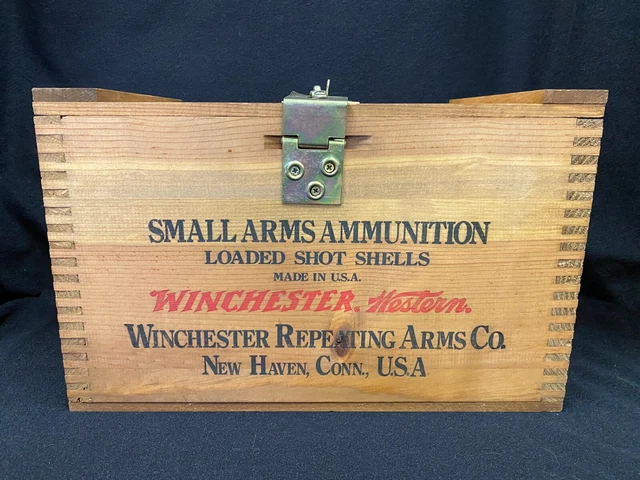 SMALL ARMS AMMUNITION
LOADED SHOT SHELLS
MADE IN U.S.A.
WINCHESTER. Western.
WINCHESTER REPEATING ARMS CO.
NEW HAVEN, CONN., U.S.A